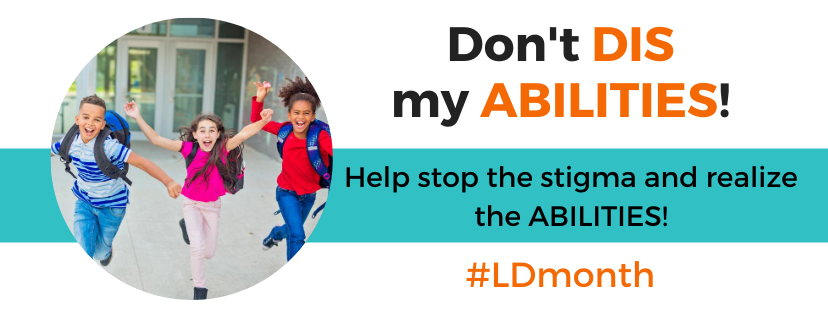 Don't DIS
my ABILITIES!
Help stop the stigma and realize
the ABILITIES!
#LDmonth